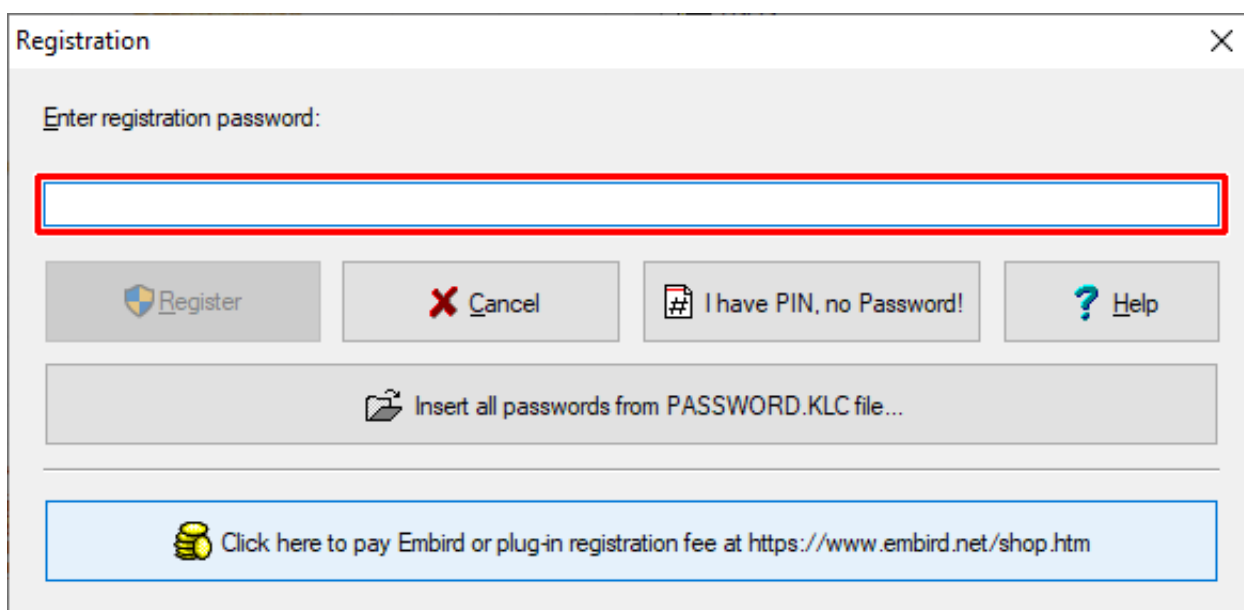 Registration
Enter registration password:
Register
Cancel
I have PIN, no Password!
Help
Insert all passwords from PASSWORD.KLC file...
Click here to pay Embird or plug-in registration fee at https://www.embird.net/shop.htm